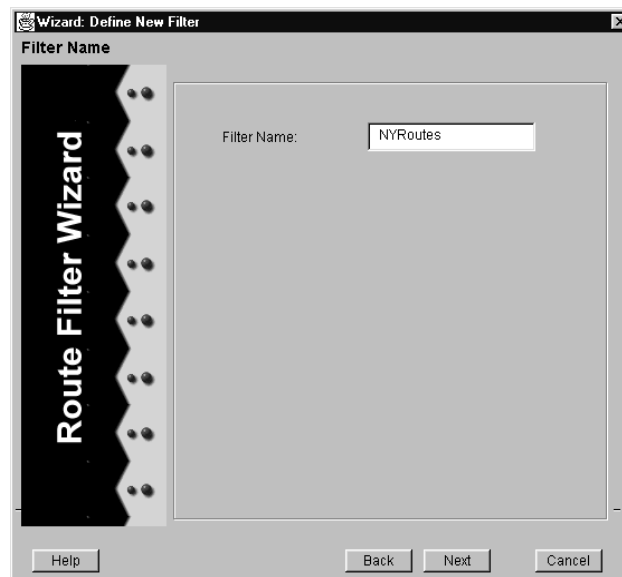 Wizard: Define New Filter
Filter Name
Route Filter Wizard
Filter Name: NYRoutes
Help Back Next Cancel